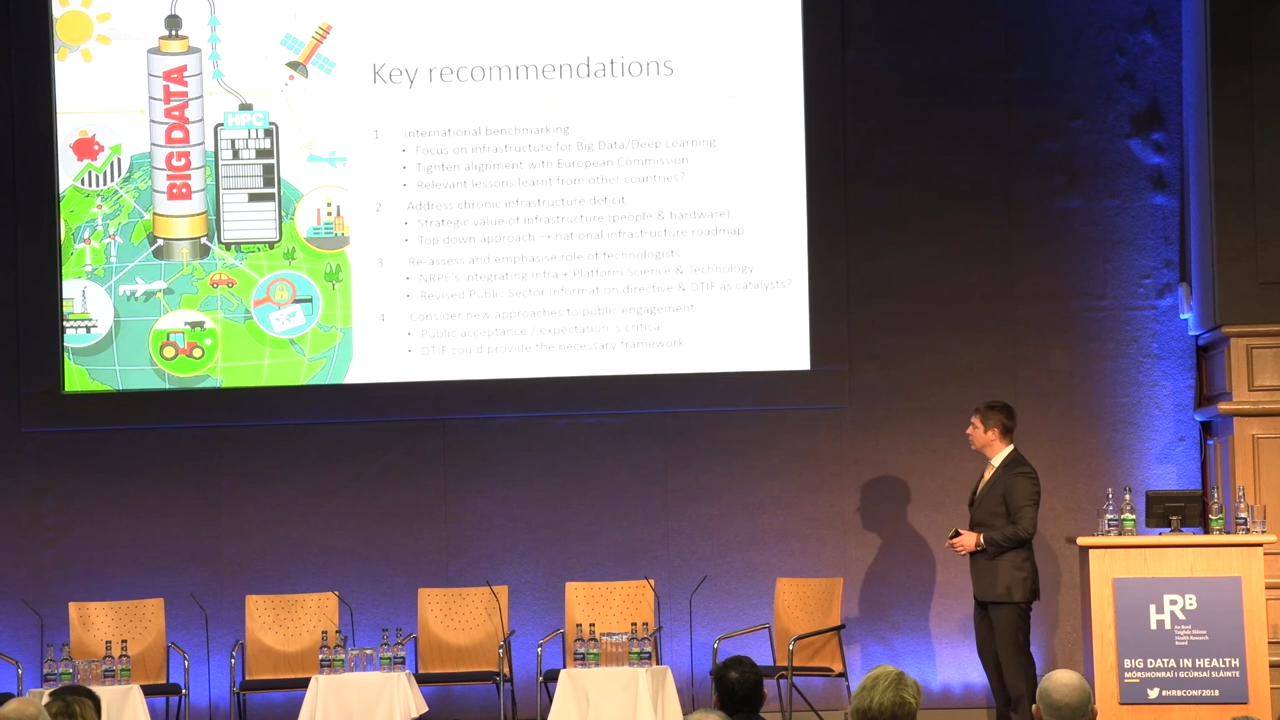 BIG DATA
HPC
Key recommendations
1 International benchmarking
• Focus on infrastructure for Big Data/Deep Learning
• Tighten alignment with European Commission
• Relevant lessons learnt from other countries?
2 Address chronic infrastructure deficit
• Strategic value of infrastructure (people & hardware)
• Top down approach → national infrastructure roadmap
3 Re-assess and emphasise role of technologists
• NRPE's integrating Infra + Platform Science & Technology
• Revised Public Sector Information directive & DTIF as catalysts?
4 Consider new approaches to public engagement
• Public acceptance / expectation is critical
• DTIF could provide the necessary framework
HRB
An Bord
Taighde Sláinte
Health Research
Board
BIG DATA IN HEALTH
MÓRSHONRAÍ I GCÚRSAÍ SLÁINTE
#HRBCONF2018